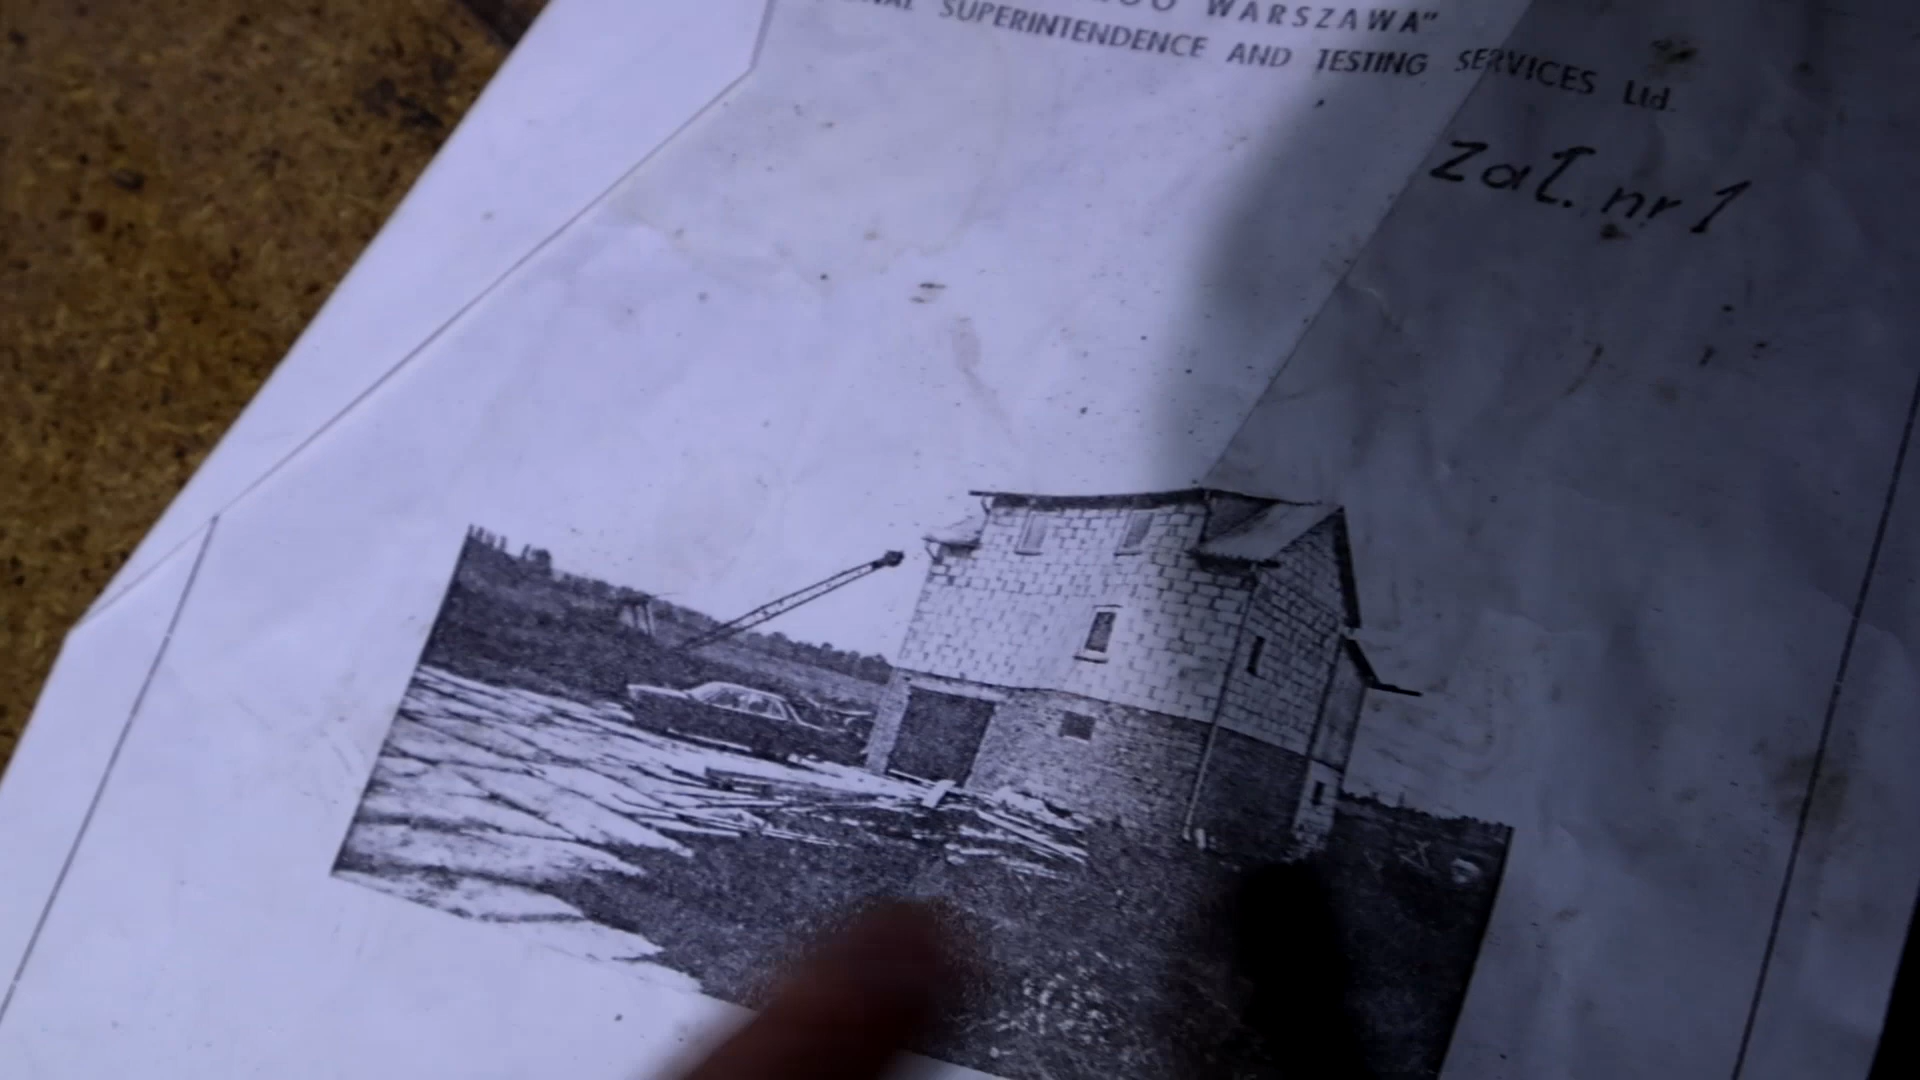 WARSZAWA"
SUPERINTENDENCE AND TESTING SERVICES Ltd.
Zał. nr 1